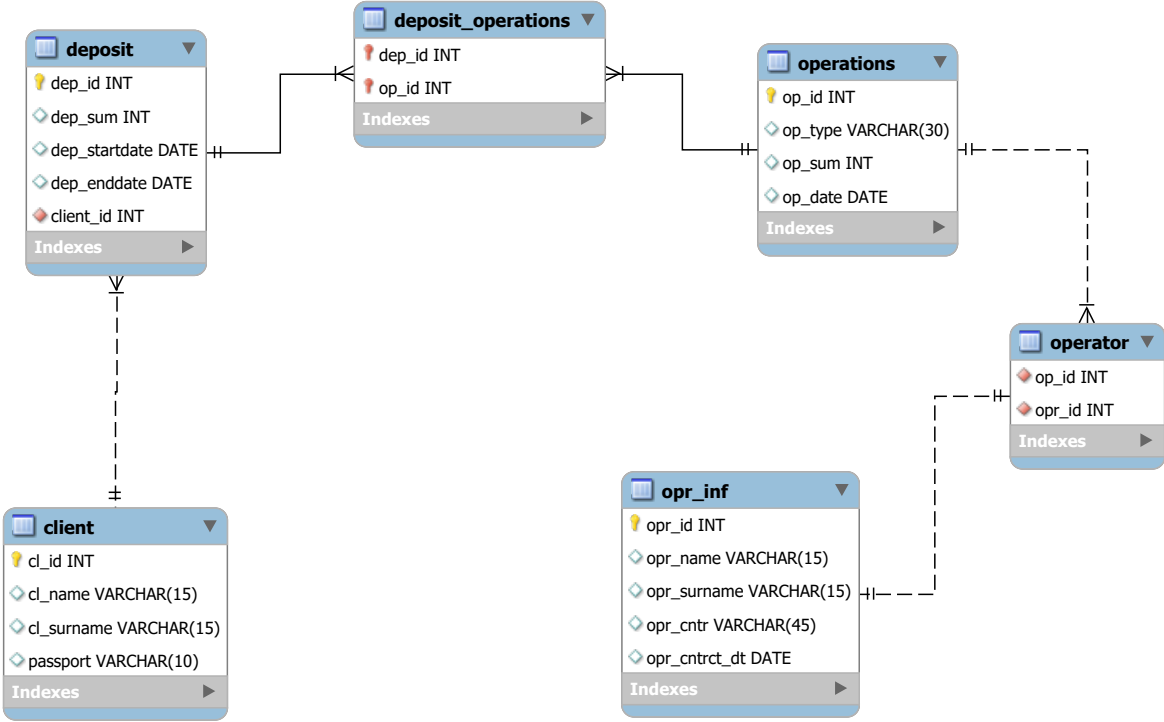 deposit
dep_id INT
dep_sum INT
dep_startdate DATE
dep_enddate DATE
client_id INT
Indexes
deposit_operations
dep_id INT
op_id INT
Indexes
operations
op_id INT
op_type VARCHAR(30)
op_sum INT
op_date DATE
Indexes
operator
op_id INT
opr_id INT
Indexes
opr_inf
opr_id INT
opr_name VARCHAR(15)
opr_surname VARCHAR(15)
opr_cntr VARCHAR(45)
opr_cntrct_dt DATE
Indexes
client
cl_id INT
cl_name VARCHAR(15)
cl_surname VARCHAR(15)
passport VARCHAR(10)
Indexes